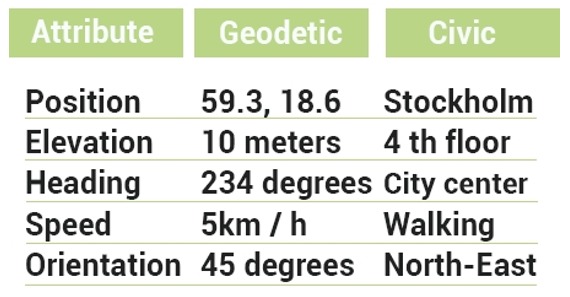 Attribute Geodetic Civic
Position 59.3, 18.6 Stockholm
Elevation 10 meters 4 th floor
Heading 234 degrees City center
Speed 5km / h Walking
Orientation 45 degrees North-East